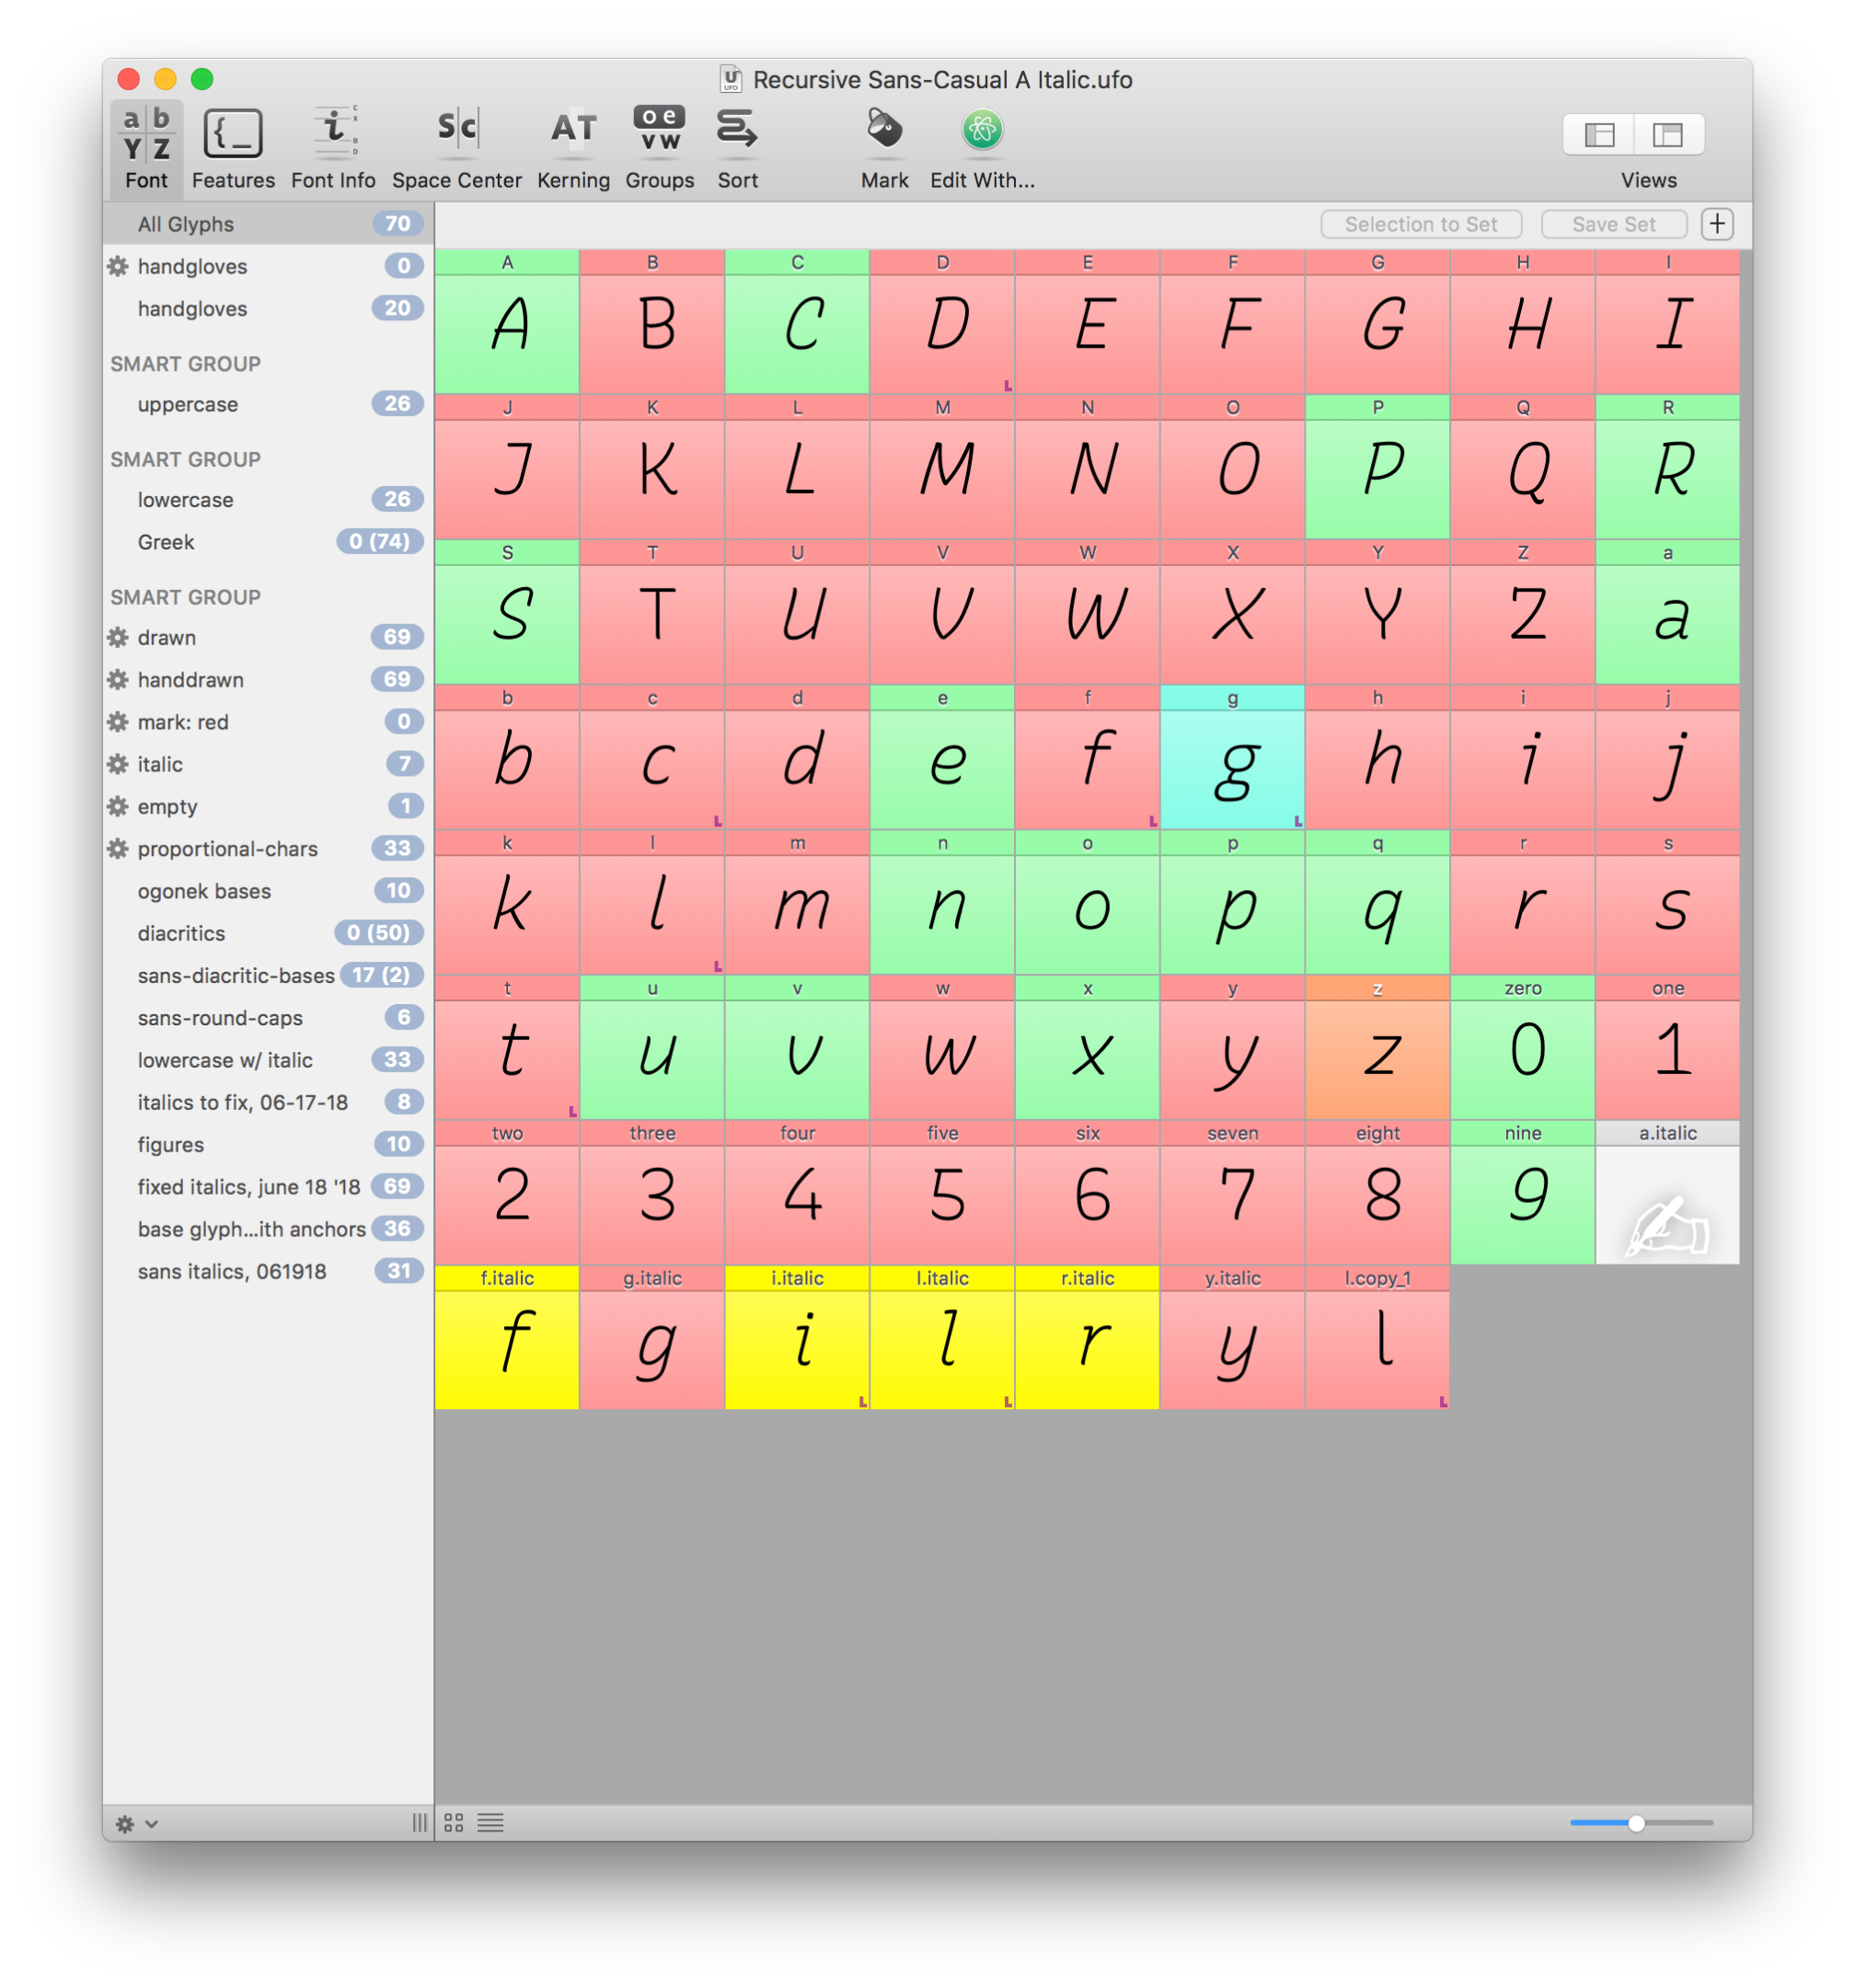 Recursive Sans-Casual A Italic.ufo
Font Features Font Info Space Center Kerning Groups Sort Mark Edit With... Views
All Glyphs 70
handgloves 0
handgloves 20
SMART GROUP
uppercase 26
SMART GROUP
lowercase 26
Greek 0 (74)
SMART GROUP
drawn 69
handdrawn 69
mark: red 0
italic 7
empty 1
proportional-chars 33
ogonek bases 10
diacritics 0 (50)
sans-diacritic-bases 17 (2)
sans-round-caps 6
lowercase w/ italic 33
italics to fix, 06-17-18 8
figures 10
fixed italics, june 18 '18 69
base glyph...ith anchors 36
sans italics, 061918 31
Selection to Set Save Set +
A B C D E F G H I
A B C D E F G H I
J K L M N O P Q R
J K L M N O P Q R
S T U V W X Y Z a
S T U V W X Y Z a
b c d e f g h i j
b c d e f g h i j
k l m n o p q r s
k l m n o p q r s
t u v w x y z zero one
t u v w x y z 0 1
two three four five six seven eight nine a.italic
2 3 4 5 6 7 8 9
f.italic g.italic i.italic l.italic r.italic y.italic l.copy_1
f g i l r y l